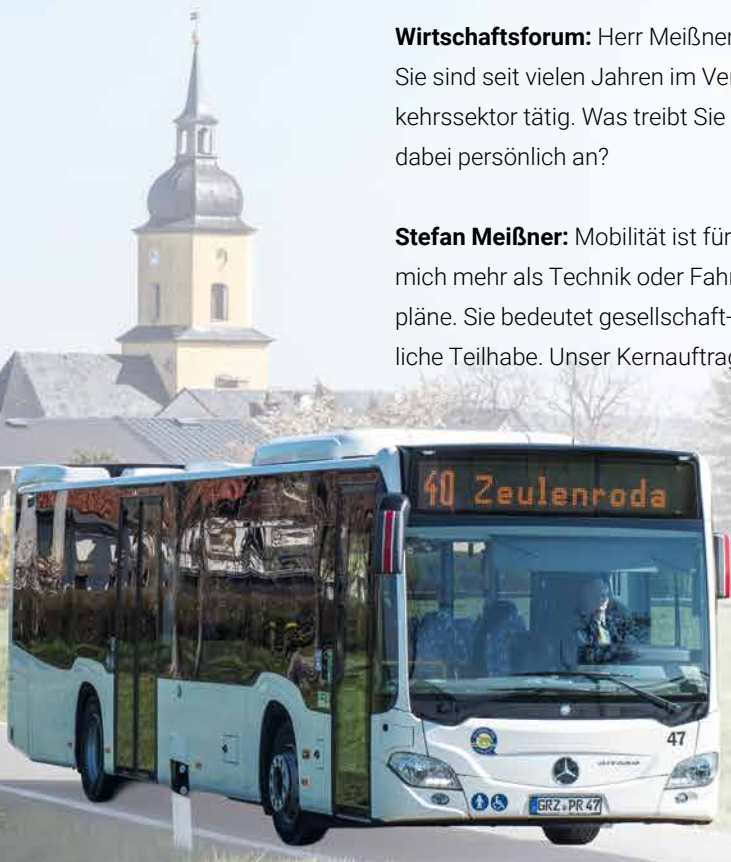 Wirtschaftsforum: Herr Meißner
Sie sind seit vielen Jahren im Ver
kehrssektor tätig. Was treibt Sie
dabei persönlich an?
Stefan Meißner: Mobilität ist für
mich mehr als Technik oder Fahr
pläne. Sie bedeutet gesellschaft-
liche Teilhabe. Unser Kernauftrag
40 Zeulenroda
47
GRZ PR 47